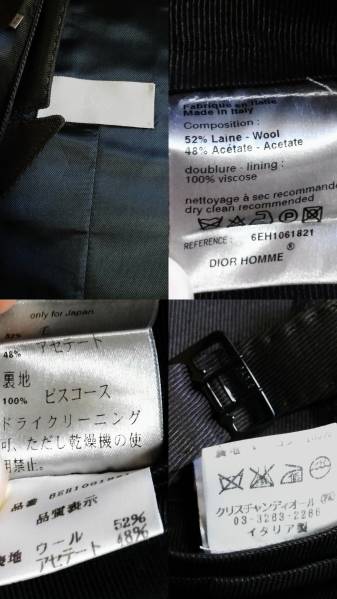 Fabriqué en Italie
Made in Italy
Composition :
52% Laine - Wool
48% Acétate - Acetate
doublure - lining :
100% viscose
nettoyage à sec recommandé
dry clean recommended
REFERENCE : 6EH1061821
DIOR HOMME ®
only for Japan
48% アセテート
裏地
100% ビスコース
ドライクリーニング
可、ただし乾燥機の使
用禁止。
品番
品質表示
ウール 52%
アセテート 48%
クリスチャンディオール
03-3283-2286
イタリア製